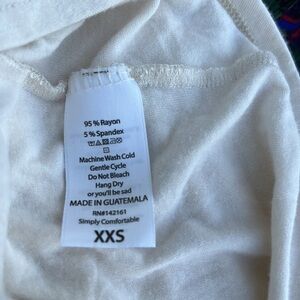 95 % Rayon
5 % Spandex
Machine Wash Cold
Gentle Cycle
Do Not Bleach
Hang Dry
or you'll be sad
MADE IN GUATEMALA
RN#142161
Simply Comfortable
XXS